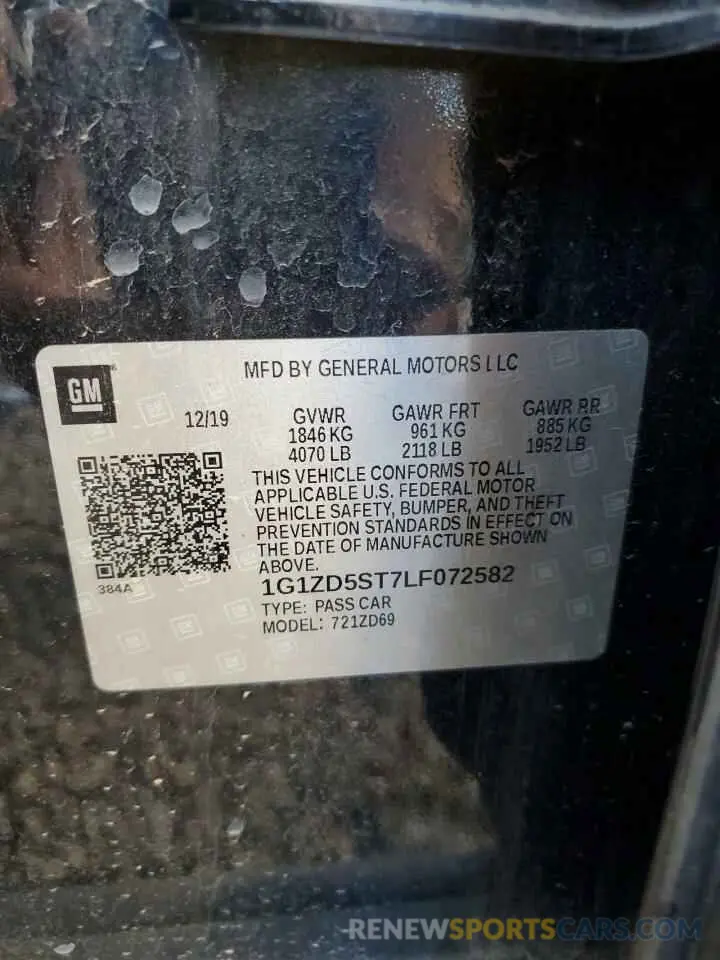 MFD BY GENERAL MOTORS LLC
GM
12/19 GVWR GAWR FRT GAWR RR
1846 KG 961 KG 885 KG
4070 LB 2118 LB 1952 LB
THIS VEHICLE CONFORMS TO ALL
APPLICABLE U.S. FEDERAL MOTOR
VEHICLE SAFETY, BUMPER, AND THEFT
PREVENTION STANDARDS IN EFFECT ON
THE DATE OF MANUFACTURE SHOWN
ABOVE.
384A
1G1ZD5ST7LF072582
TYPE: PASS CAR
MODEL: 721ZD69
RENEWSPORTSCARS.COM